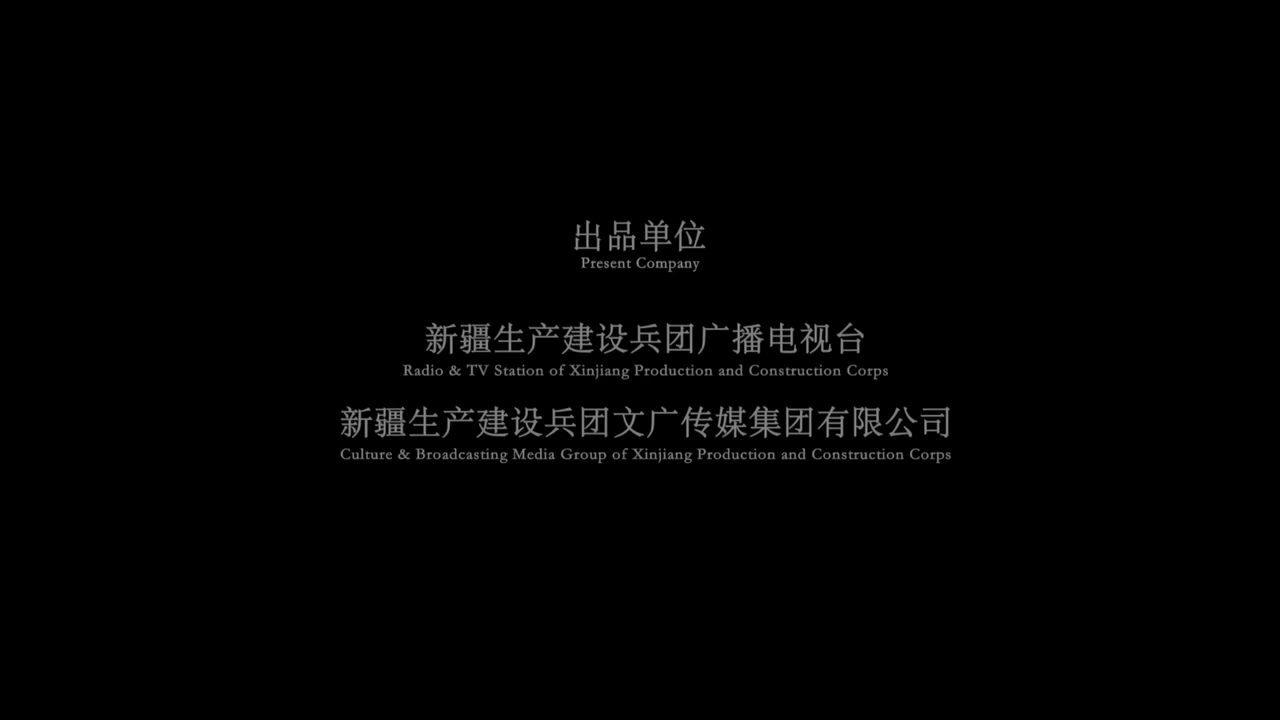 出品单位
Present Company
新疆生产建设兵团广播电视台
Radio & TV Station of Xinjiang Production and Construction Corps
新疆生产建设兵团文广传媒集团有限公司
Culture & Broadcasting Media Group of Xinjiang Production and Construction Corps